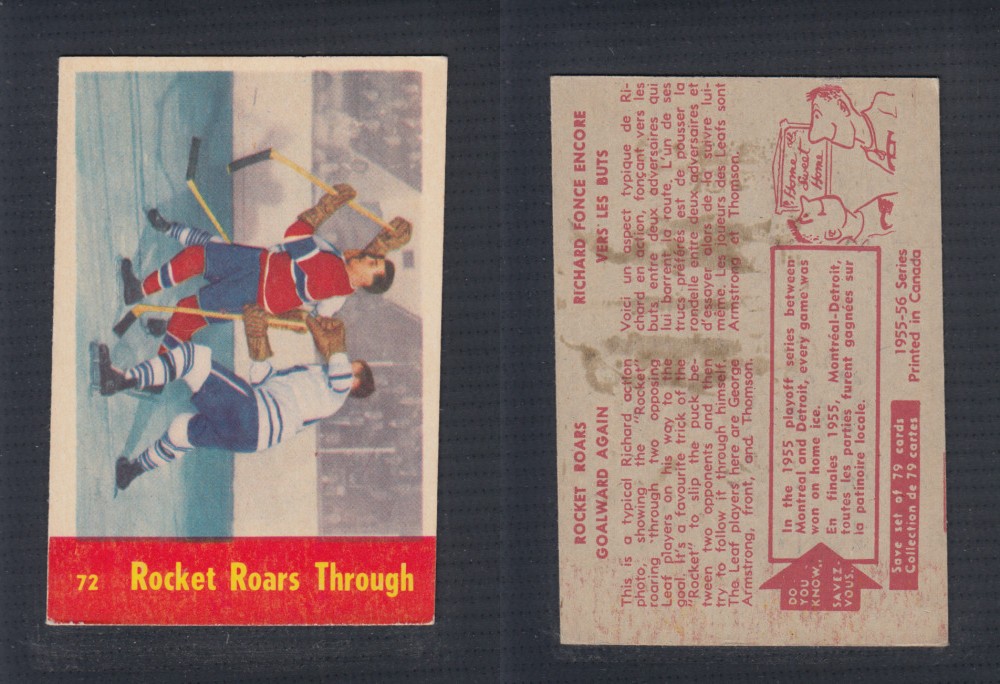 72 Rocket Roars Through
ROCKET ROARS
GOALWARD AGAIN
This is a typical Richard action
photo, showing the "Rocket"
roaring through two opposing
Leaf players on his way to the
goal. It's a favourite trick of the
"Rocket" to slip the puck be-
tween two opponents and then
try to follow it through himself.
The Leaf players here are George
Armstrong, front, and Thomson.
RICHARD FONCE ENCORE
VERS LES BUTS
Voici un aspect typique de Ri-
chard en action, fonçant vers les
buts entre deux adversaires qui
lui barrent la route. L'un de ses
trucs préférés est de pousser la
rondelle entre deux adversaires et
d'essayer alors de la suivre lui-
même. Les joueurs des Leafs sont
Armstrong et Thomson.
DO
YOU
KNOW..
SAVEZ-
VOUS.
In the 1955 playoff series between
Montreal and Detroit, every game was
won on home ice.
En finales 1955, Montréal-Detroit,
toutes les parties furent gagnées sur
la patinoire locale.
Home
Sweet
Home
Save set of 79 cards
Collection de 79 cartes
1955-56 Series
Printed in Canada